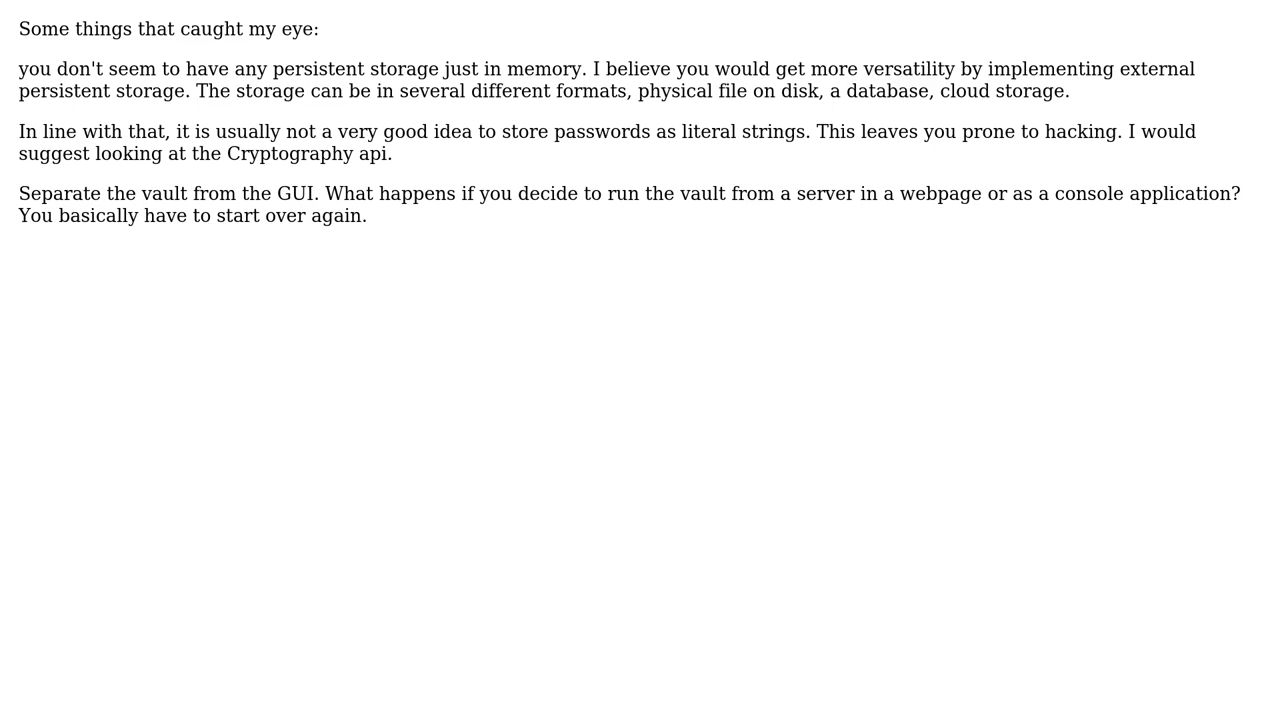 Some things that caught my eye:
you don't seem to have any persistent storage just in memory. I believe you would get more versatility by implementing external
persistent storage. The storage can be in several different formats, physical file on disk, a database, cloud storage.
In line with that, it is usually not a very good idea to store passwords as literal strings. This leaves you prone to hacking. I would
suggest looking at the Cryptography api.
Separate the vault from the GUI. What happens if you decide to run the vault from a server in a webpage or as a console application?
You basically have to start over again.